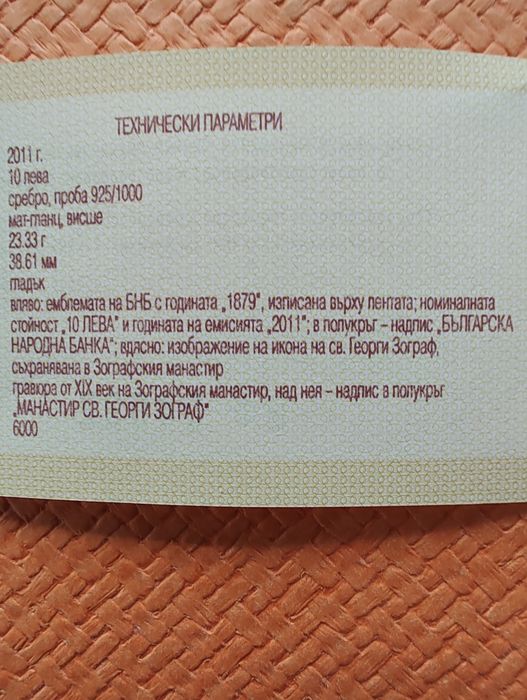 ТЕХНИЧЕСКИ ПАРАМЕТРИ
2011 г.
10 лева
сребро, проба 925/1000
мат-гланц, висше
23.33 г
38.61 мм
гладък
вляво: емблемата на БНБ с годината „1879", изписана върху лентата; номиналната
стойност „10 ЛЕВА" и годината на емисията „2011"; в полукръг – надпис „БЪЛГАРСКА
НАРОДНА БАНКА"; вдясно: изображение на икона на св. Георги Зограф,
съхранявана в Зографския манастир
гравюра от XIX век на Зографския манастир, над нея – надпис в полукръг
„МАНАСТИР СВ. ГЕОРГИ ЗОГРАФ"
6000